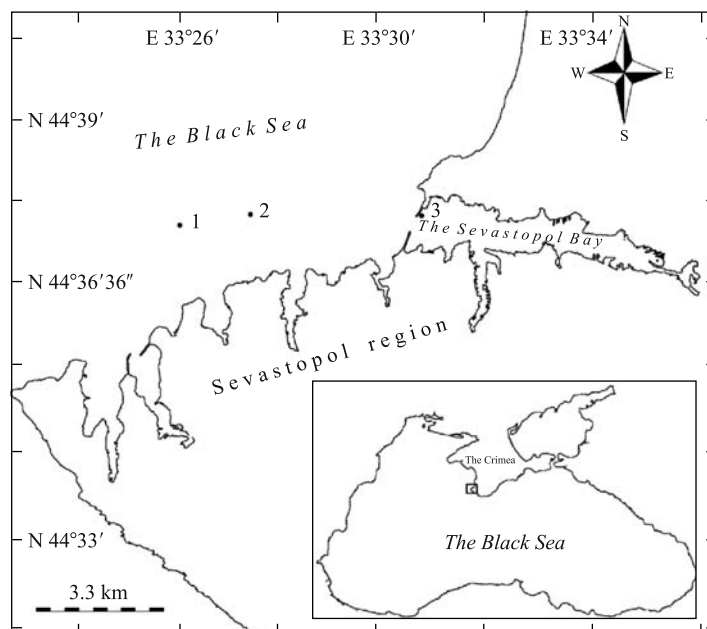 E 33°26′ E 33°30′ E 33°34′
N
W E
S
N 44°39′
The Black Sea
1 2 3
The Sevastopol Bay
N 44°36′36″
Sevastopol region
The Crimea
The Black Sea
N 44°33′
3.3 km